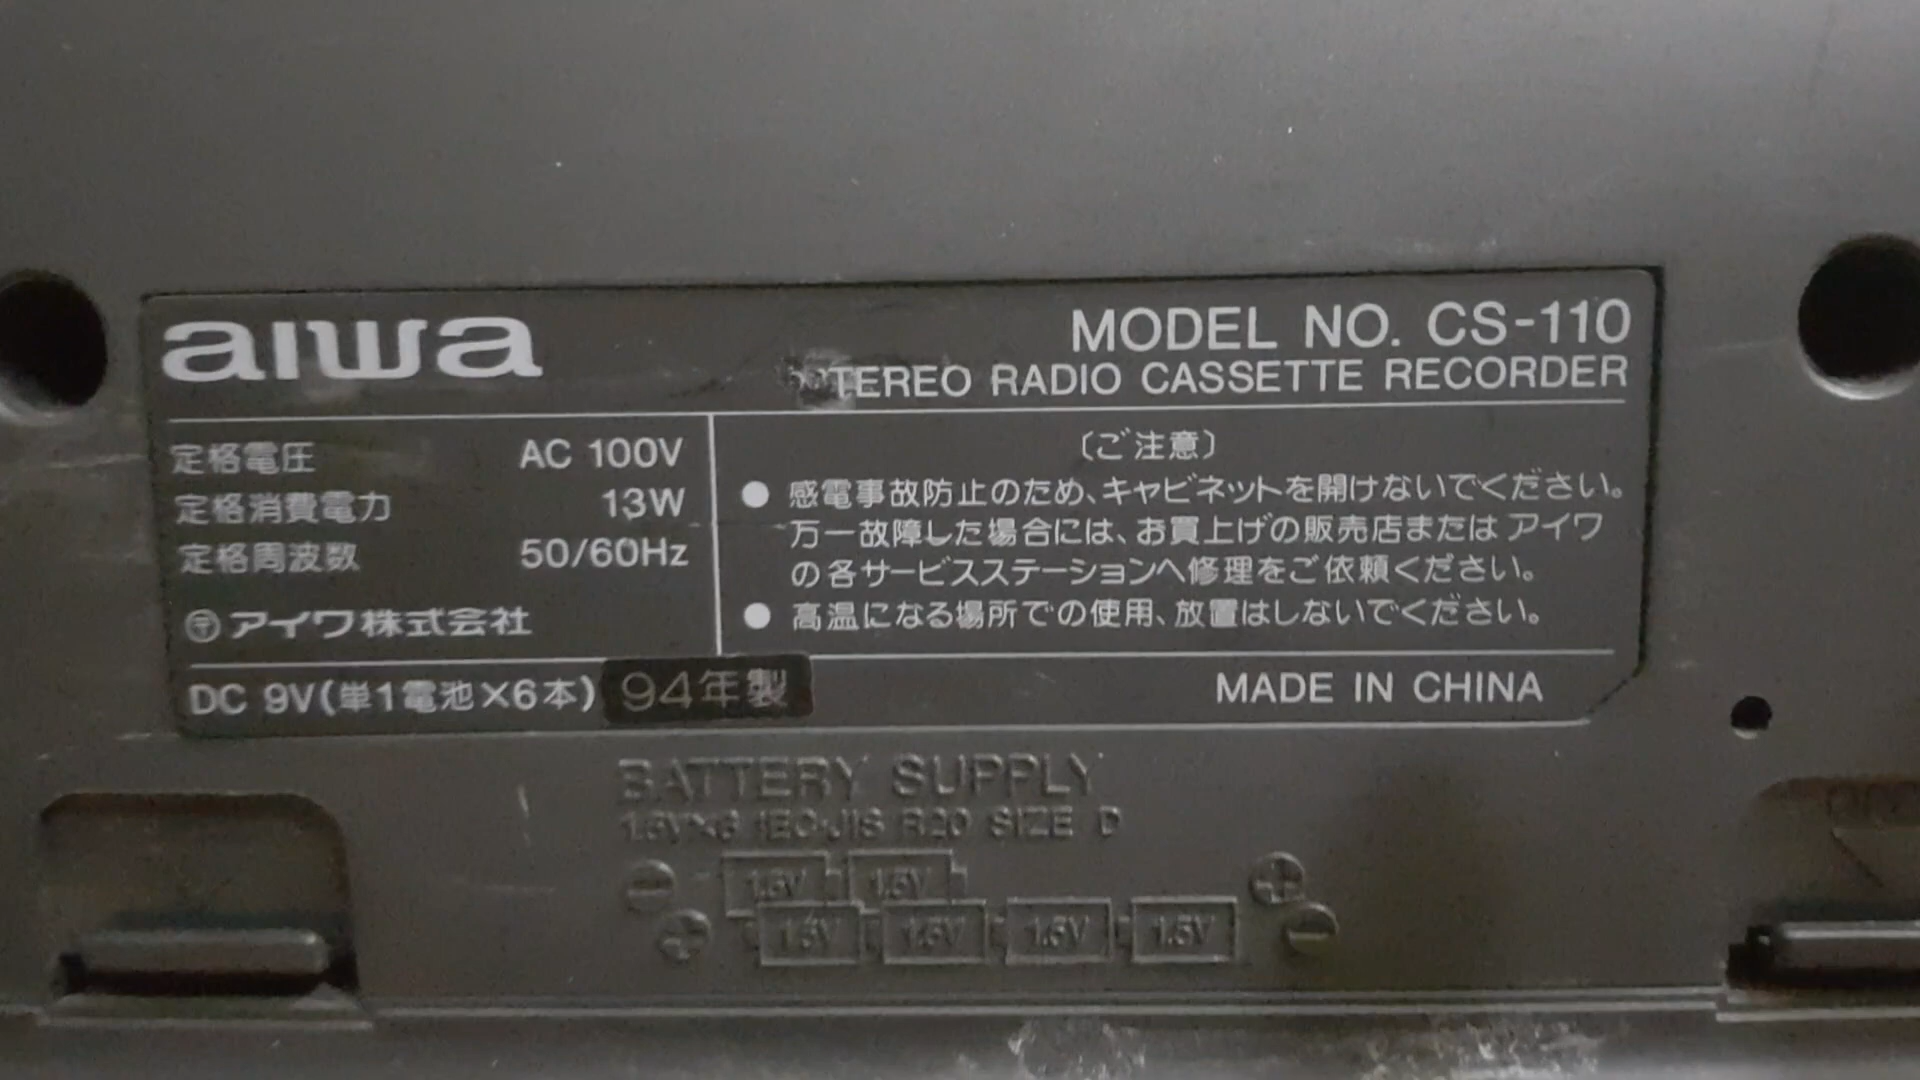 aiwa
MODEL NO. CS-110
STEREO RADIO CASSETTE RECORDER
定格電圧 AC 100V
定格消費電力 13W
定格周波数 50/60Hz
〒 アイワ株式会社
〔ご注意〕
● 感電事故防止のため、キャビネットを開けないでください。
万一故障した場合には、お買上げの販売店またはアイワ
の各サービスステーションへ修理をご依頼ください。
● 高温になる場所での使用、放置はしないでください。
DC 9V(単1電池×6本) 94年製
MADE IN CHINA
BATTERY SUPPLY
1.5V×6 IEC·JIS R20 SIZE D
⊖ 1.5V 1.5V ⊕
⊕ 1.5V 1.5V 1.5V 1.5V ⊖